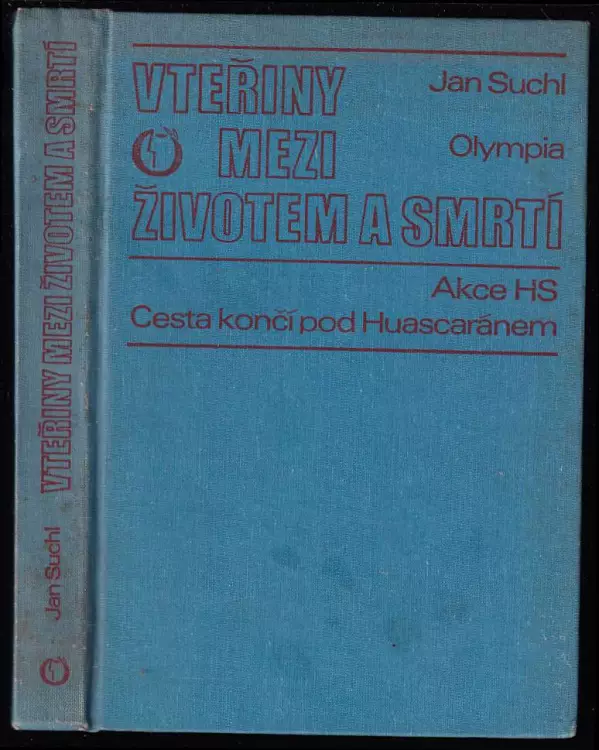 VTEŘINY
Jan Suchl
MEZI
Olympia
ŽIVOTEM A SMRTÍ
Akce HS
Cesta končí pod Huascaránem
Jan Suchl VTEŘINY MEZI ŽIVOTEM A SMRTÍ